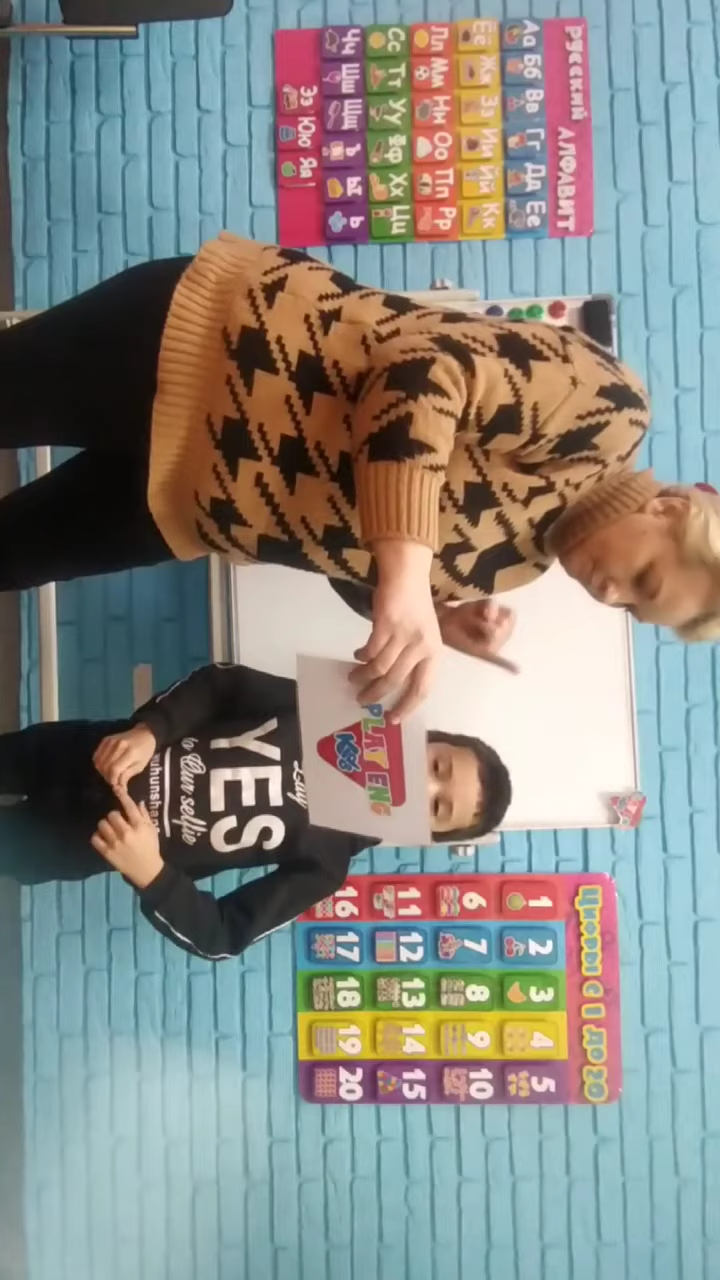 РУССКИЙ АЛФАВИТ
Аа Бб Вв Гг Дд Ее
Ёё Жж Зз Ии Йй Кк
Лл Мм Нн Оо Пп Рр
Сс Тт Уу Фф Хх Цц
Чч Шш Щщ Ъ Ы Ь
Ээ Юю Яя
PLAY ENG
KIDS
YES
Цифры с 1 до 20
1 2 3 4 5
6 7 8 9 10
11 12 13 14 15
16 17 18 19 20